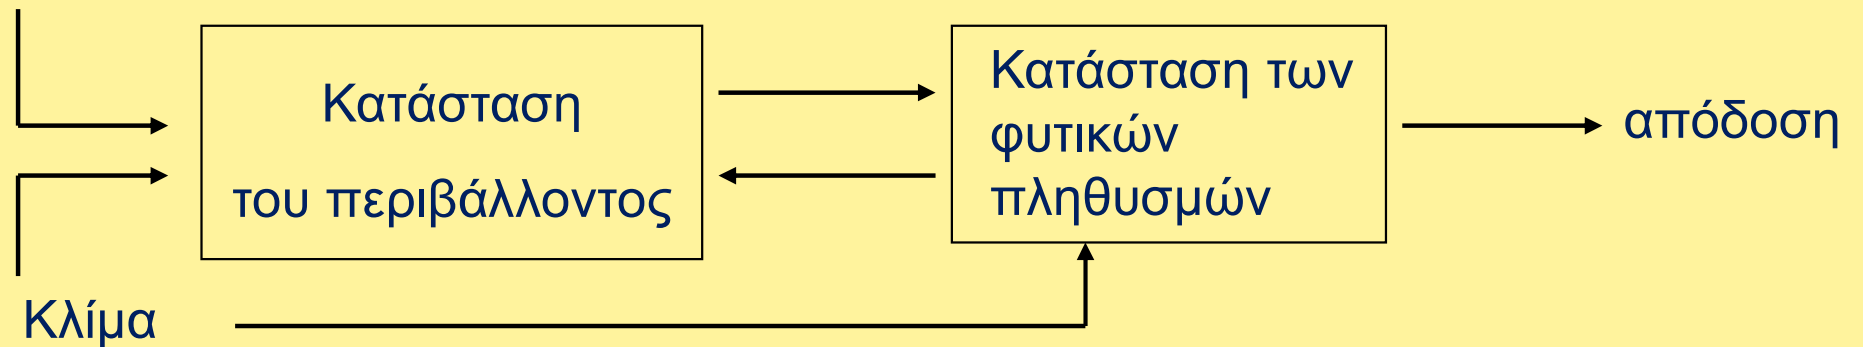 Κατάσταση
του περιβάλλοντος
Κατάσταση των
φυτικών
πληθυσμών
απόδοση
Κλίμα